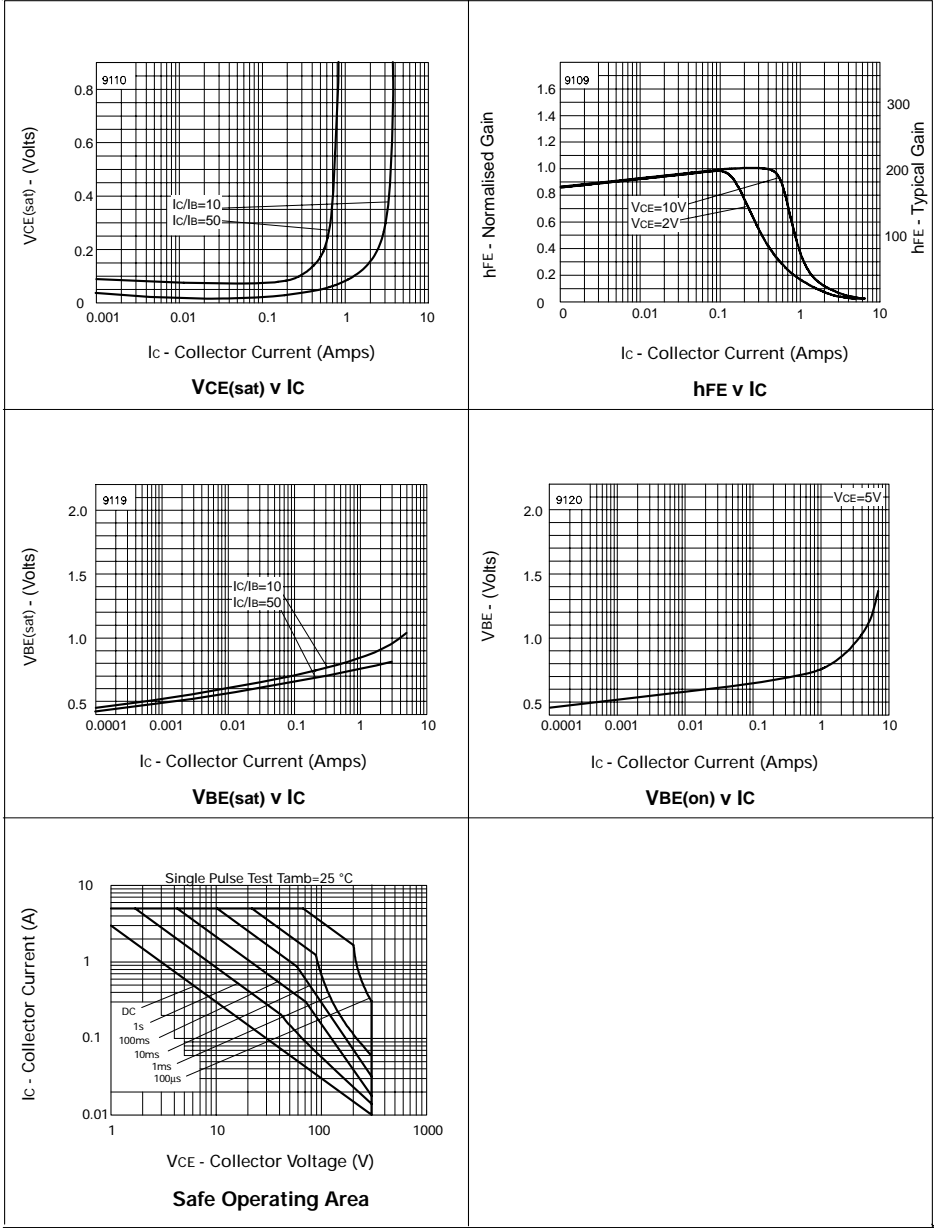 9110
VCE(sat) - (Volts)
0.8
0.6
0.4
0.2
0
IC/IB=10
IC/IB=50
0.001
0.01
0.1
1
10
IC - Collector Current (Amps)
VCE(sat) v IC
9109
hFE - Normalised Gain
1.6
1.4
1.2
1.0
0.8
0.6
0.4
0.2
0
VCE=10V
VCE=2V
300
200
100
hFE - Typical Gain
0
0.01
0.1
1
10
IC - Collector Current (Amps)
hFE v IC
9119
VBE(sat) - (Volts)
2.0
1.5
1.0
0.5
IC/IB=10
IC/IB=50
0.0001
0.001
0.01
0.1
1
10
IC - Collector Current (Amps)
VBE(sat) v IC
9120
VCE=5V
VBE - (Volts)
2.0
1.5
1.0
0.5
0.0001
0.001
0.01
0.1
1
10
IC - Collector Current (Amps)
VBE(on) v IC
Single Pulse Test Tamb=25 °C
IC - Collector Current (A)
10
1
0.1
0.01
DC
1s
100ms
10ms
1ms
100µs
1
10
100
1000
VCE - Collector Voltage (V)
Safe Operating Area